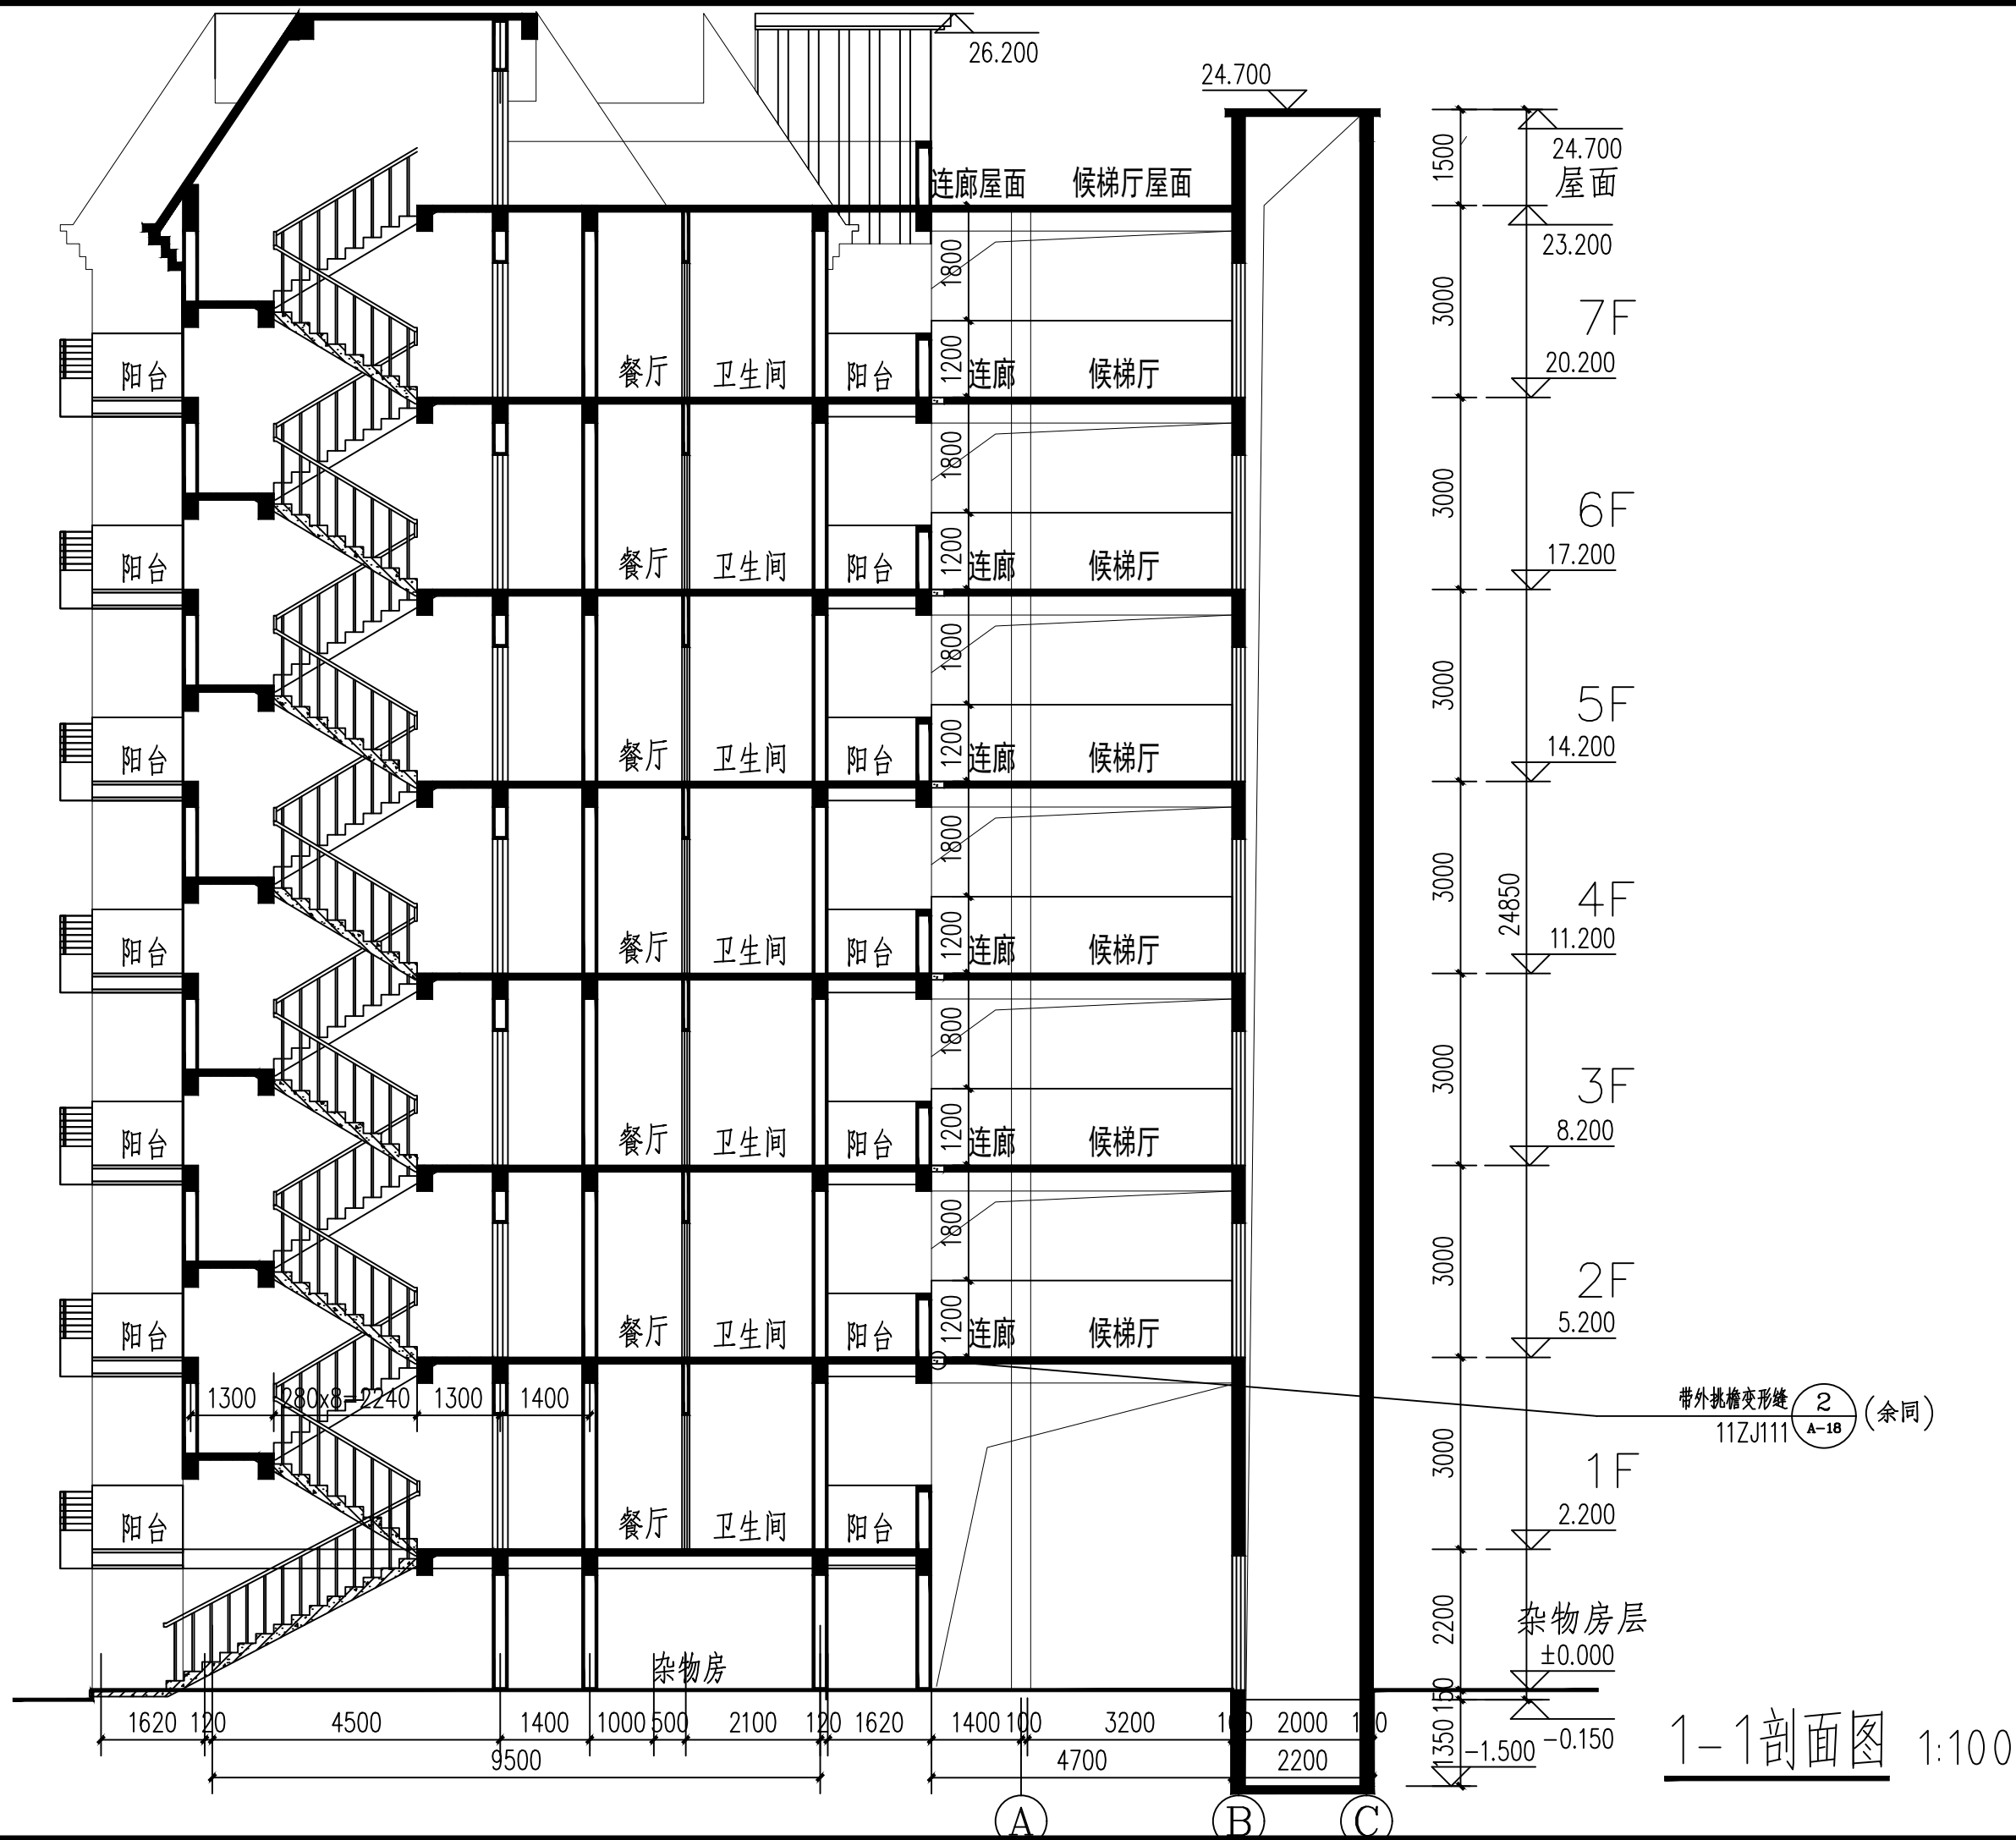 26.200
24.700
24.700
屋面
1500
连廊屋面 候梯厅屋面
23.200
1800
3000
7F
20.200
阳台 餐厅 卫生间 阳台 1200 连廊 候梯厅
1800
3000
6F
17.200
阳台 餐厅 卫生间 阳台 1200 连廊 候梯厅
1800
3000
5F
14.200
阳台 餐厅 卫生间 阳台 1200 连廊 候梯厅
1800
3000
24850
4F
11.200
阳台 餐厅 卫生间 阳台 1200 连廊 候梯厅
1800
3000
3F
8.200
阳台 餐厅 卫生间 阳台 1200 连廊 候梯厅
1800
3000
2F
5.200
阳台 餐厅 卫生间 阳台 1200 连廊 候梯厅
1300 280x8=2240 1300 1400
带外挑檐变形缝 2 (余同)
11ZJ111 A-18
3000
1F
2.200
阳台 餐厅 卫生间 阳台
2200
杂物房层
±0.000
杂物房
150
1620 120 4500 1400 1000 500 2100 120 1620 1400 100 3200 2000
-0.150
1350
-1.500
9500 4700 2200
A B C
1-1剖面图 1:100